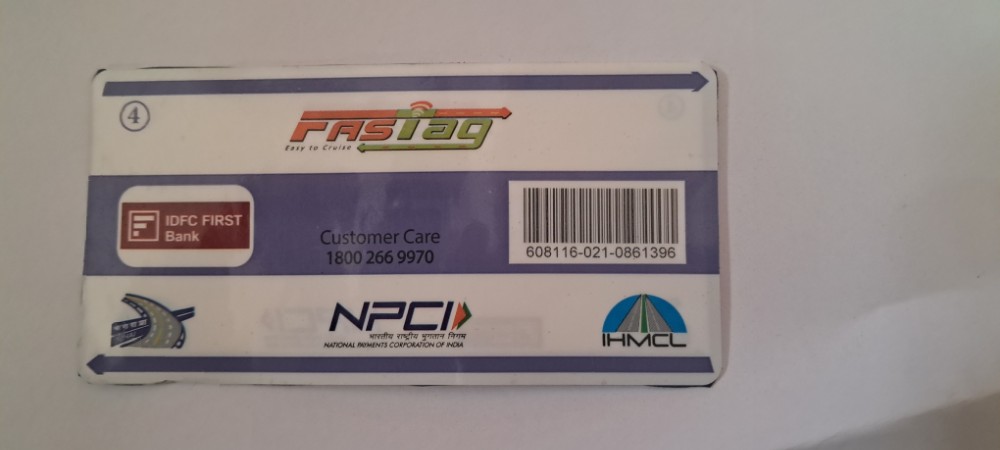 4
FASTag
Easy to Cruise
IDFC FIRST
Bank
Customer Care
1800 266 9970
608116-021-0861396
NPCI
भारतीय राष्ट्रीय भुगतान निगम
NATIONAL PAYMENTS CORPORATION OF INDIA
IHMCL